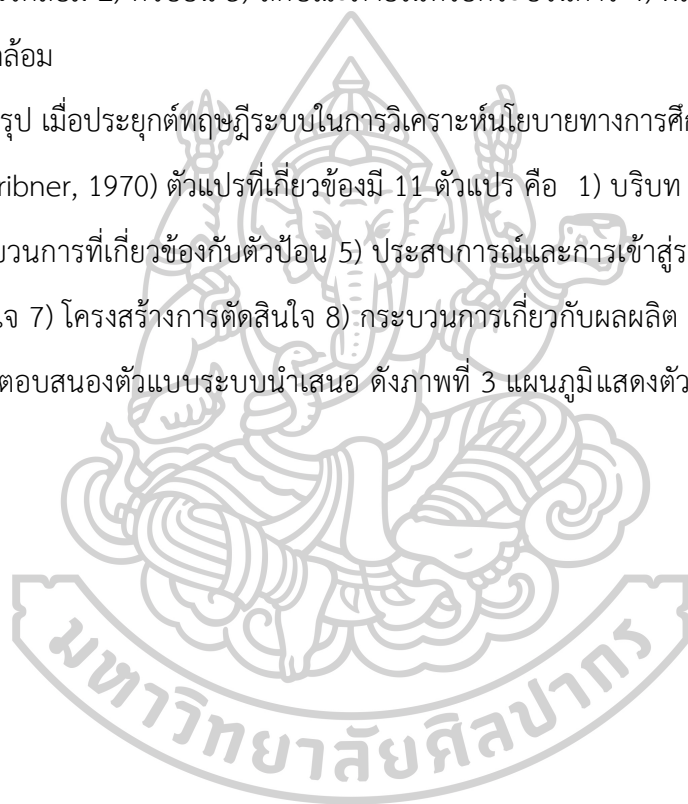 2) 3) 4)
ล้อม
รุป เมื่อประยุกต์ทฤษฎีระบบในการวิเคราะห์นโยบายทางการศึก
ribner, 1970) ตัวแปรที่เกี่ยวข้องมี 11 ตัวแปร คือ 1) บริบท
บวนการที่เกี่ยวข้องกับตัวป้อน 5) ประสบการณ์และการเข้าสู่ร
ใจ 7) โครงสร้างการตัดสินใจ 8) กระบวนการเกี่ยวกับผลผลิต
ตอบสนองตัวแบบระบบนำเสนอ ดังภาพที่ 3 แผนภูมิแสดงตัว
มหาวิทยาลัยศิลปากร